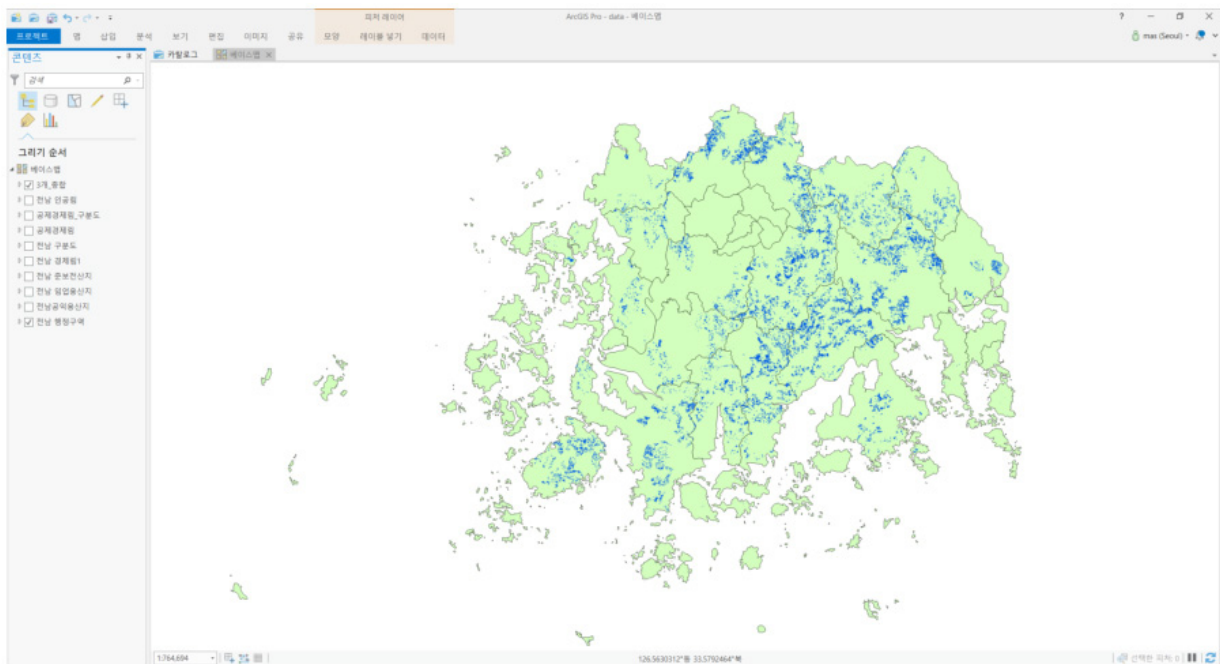 피처 레이어
ArcGIS Pro - data - 베이스맵
프로젝트 맵 삽입 분석 보기 편집 이미지 공유 모양 레이블 넣기 데이터
mas (Seoul)
콘텐츠
카탈로그 베이스맵
검색
그리기 순서
베이스맵
3개_종합
전남 인공림
공제경제림_구분도
공제경제림
전남 구분도
전남 경제림1
전남 준보전산지
전남 임업용산지
전남공익용산지
전남 행정구역
1:764,694
126.5630312°동 33.5792464°북
선택한 피처: 0